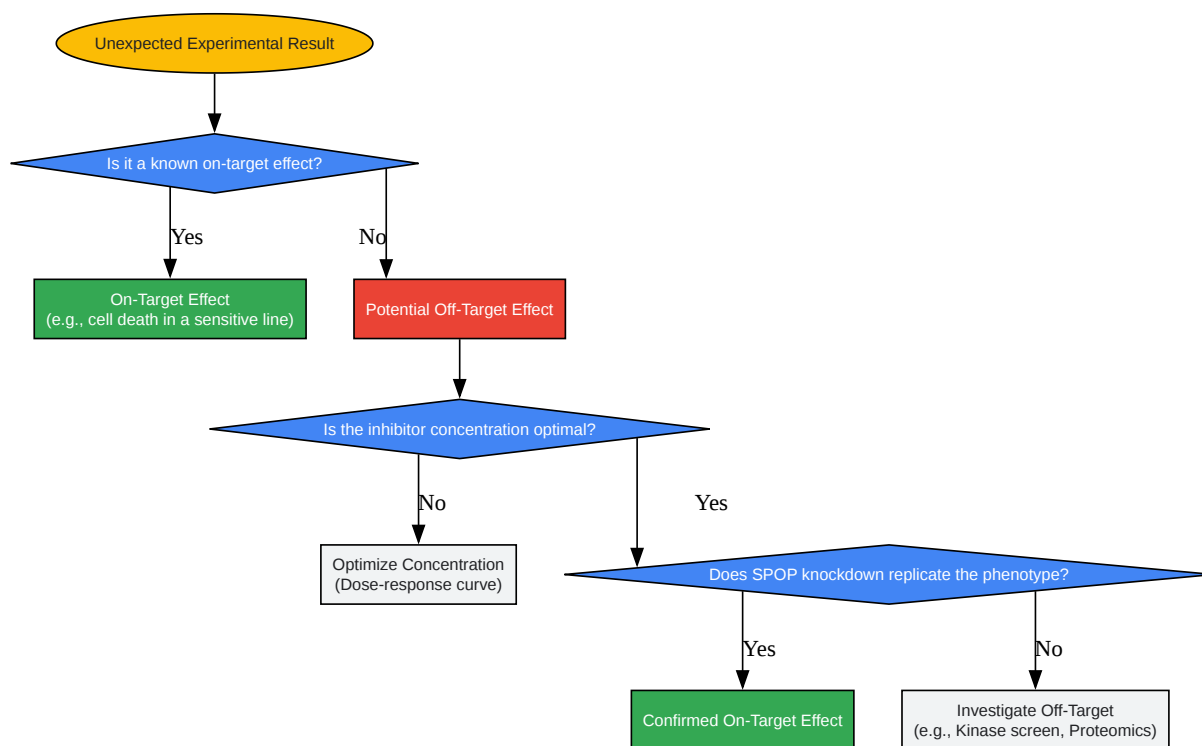 Unexpected Experimental Result
Is it a known on-target effect?
Yes
No
On-Target Effect
(e.g., cell death in a sensitive line)
Potential Off-Target Effect
Is the inhibitor concentration optimal?
No
Yes
Optimize Concentration
(Dose-response curve)
Does SPOP knockdown replicate the phenotype?
Yes
No
Confirmed On-Target Effect
Investigate Off-Target
(e.g., Kinase screen, Proteomics)